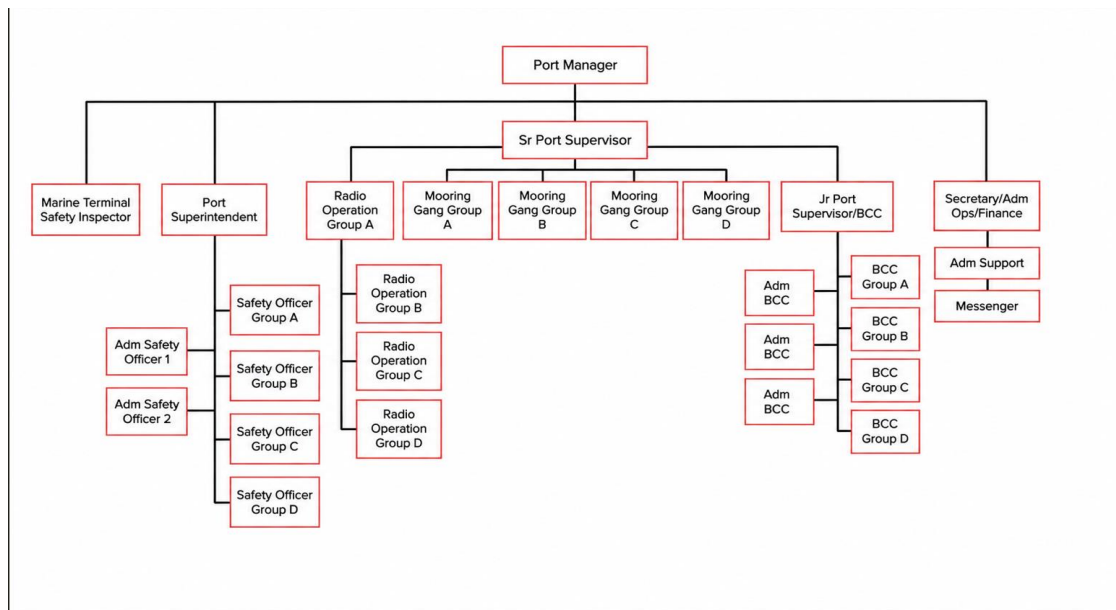 Port Manager
Sr Port Supervisor
Marine Terminal
Safety Inspector
Port
Superintendent
Radio
Operation
Group A
Mooring
Gang Group
A
Mooring
Gang Group
B
Mooring
Gang Group
C
Mooring
Gang Group
D
Jr Port
Supervisor/BCC
Secretary/Adm
Ops/Finance
Safety Officer
Group A
Adm Safety
Officer 1
Safety Officer
Group B
Adm Safety
Officer 2
Safety Officer
Group C
Safety Officer
Group D
Radio
Operation
Group B
Radio
Operation
Group C
Radio
Operation
Group D
BCC
Group A
Adm
BCC
BCC
Group B
Adm
BCC
BCC
Group C
Adm
BCC
BCC
Group D
Adm Support
Messenger